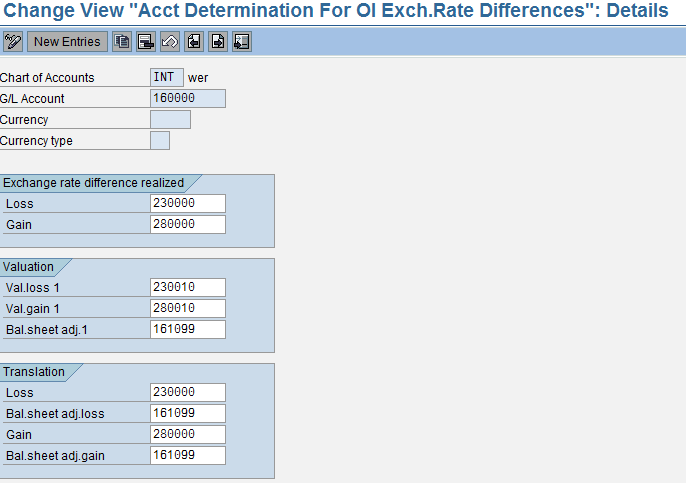 Change View "Acct Determination For OI Exch.Rate Differences": Details
New Entries
Chart of Accounts INT wer
G/L Account 160000
Currency
Currency type
Exchange rate difference realized
Loss 230000
Gain 280000
Valuation
Val.loss 1 230010
Val.gain 1 280010
Bal.sheet adj.1 161099
Translation
Loss 230000
Bal.sheet adj.loss 161099
Gain 280000
Bal.sheet adj.gain 161099